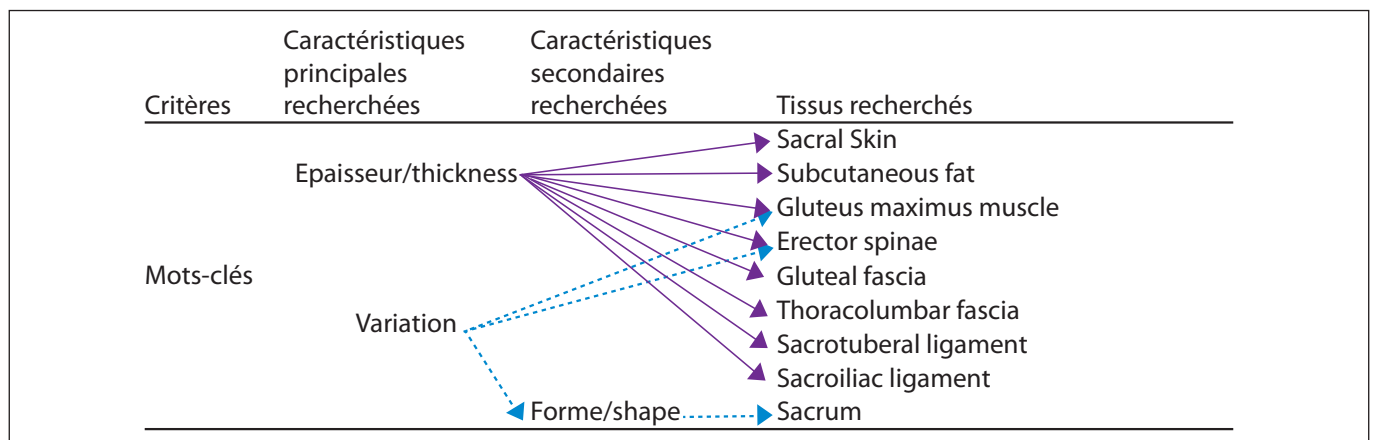 Critères
Caractéristiques
principales
recherchées
Caractéristiques
secondaires
recherchées
Tissus recherchés
Mots-clés
Epaisseur/thickness
Variation
Forme/shape
Sacral Skin
Subcutaneous fat
Gluteus maximus muscle
Erector spinae
Gluteal fascia
Thoracolumbar fascia
Sacrotuberal ligament
Sacroiliac ligament
Sacrum